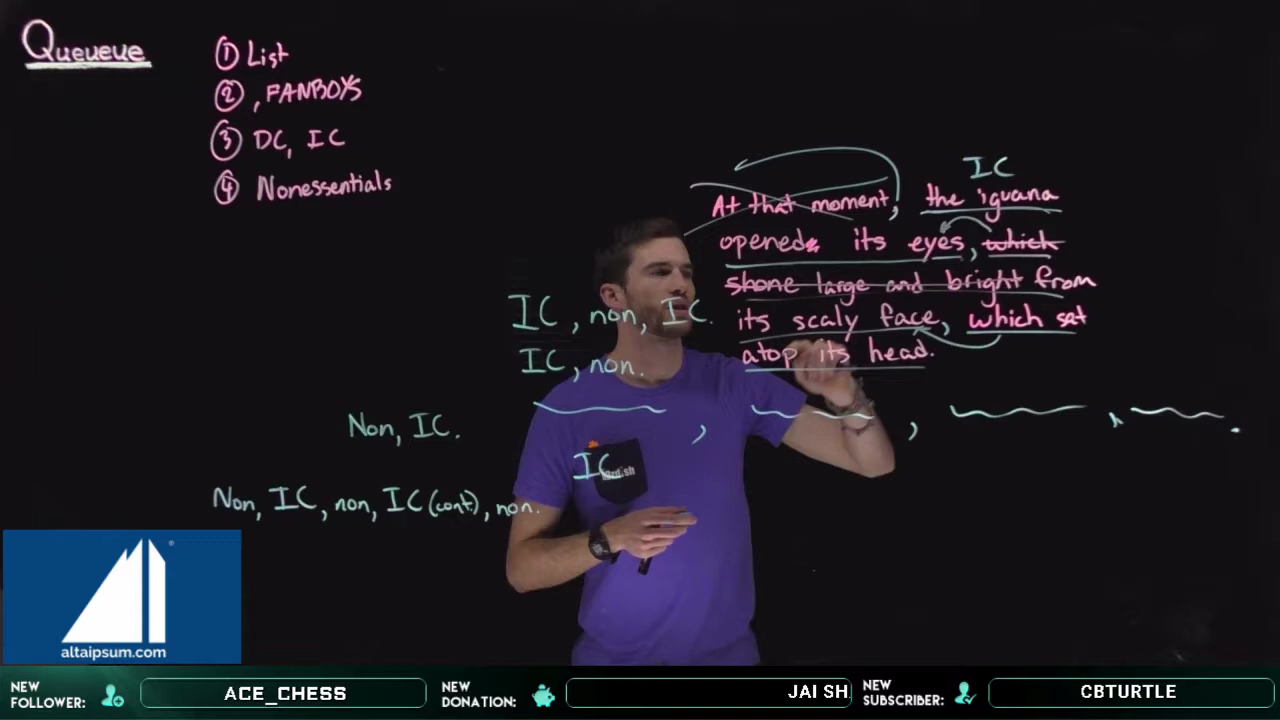 Queueue
① List
② , FANBOYS
③ DC, IC
④ Nonessentials
IC
At that moment, the iguana
opened its eyes, which
shone large and bright from
its scaly face, which sat
atop its head.
IC, non, IC.
IC, non.
Non, IC.
, , , .
IC
Non, IC, non, IC (cont.), non.
altaipsum.com
NEW FOLLOWER:
ACE_CHESS
NEW DONATION:
JAI SH
NEW SUBSCRIBER:
CBTURTLE